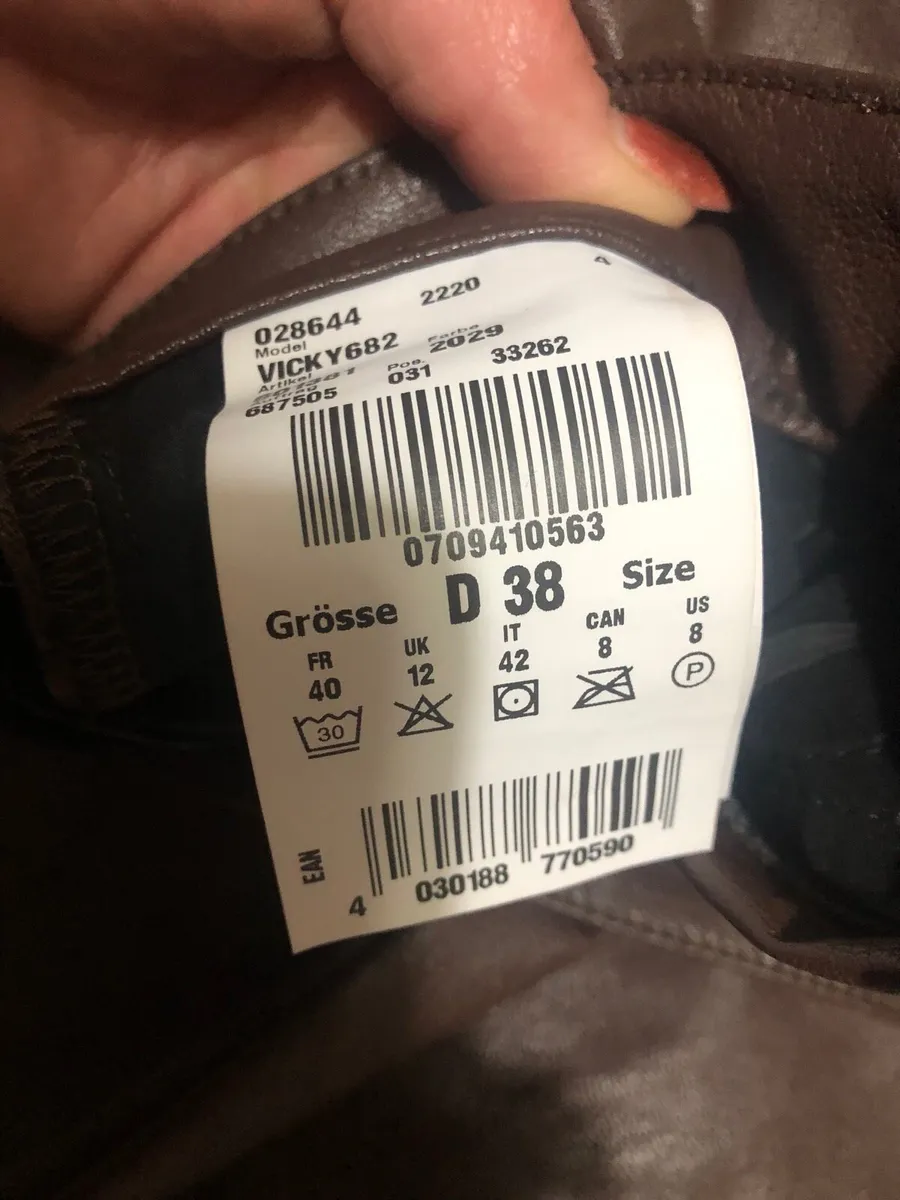 4
028644 2220
Model Farbe
VICKY682 2029
Artikel Pos. 33262
687505 031
0709410563
Grösse D 38 Size
FR UK IT CAN US
40 12 42 8 8
30 P
EAN
4 030188 770590